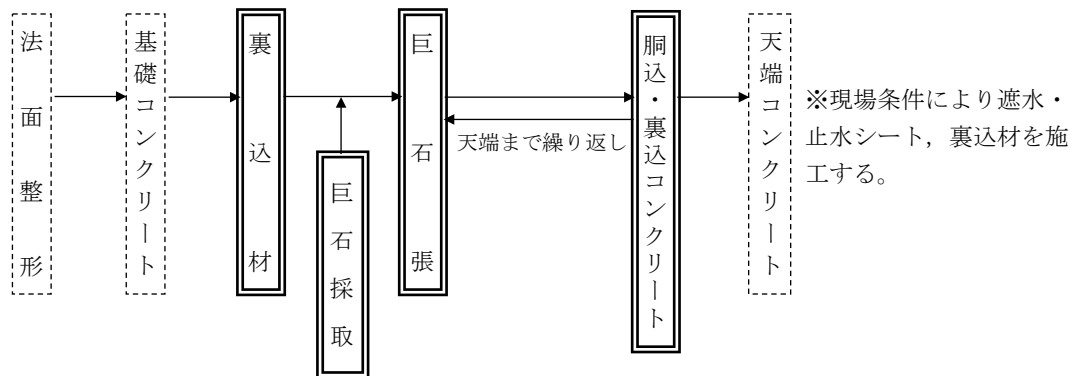 法面整形
基礎コンクリート
裏込材
巨石採取
巨石張
天端まで繰り返し
胴込・裏込コンクリート
天端コンクリート
※現場条件により遮水・
止水シート，裏込材を施
工する。